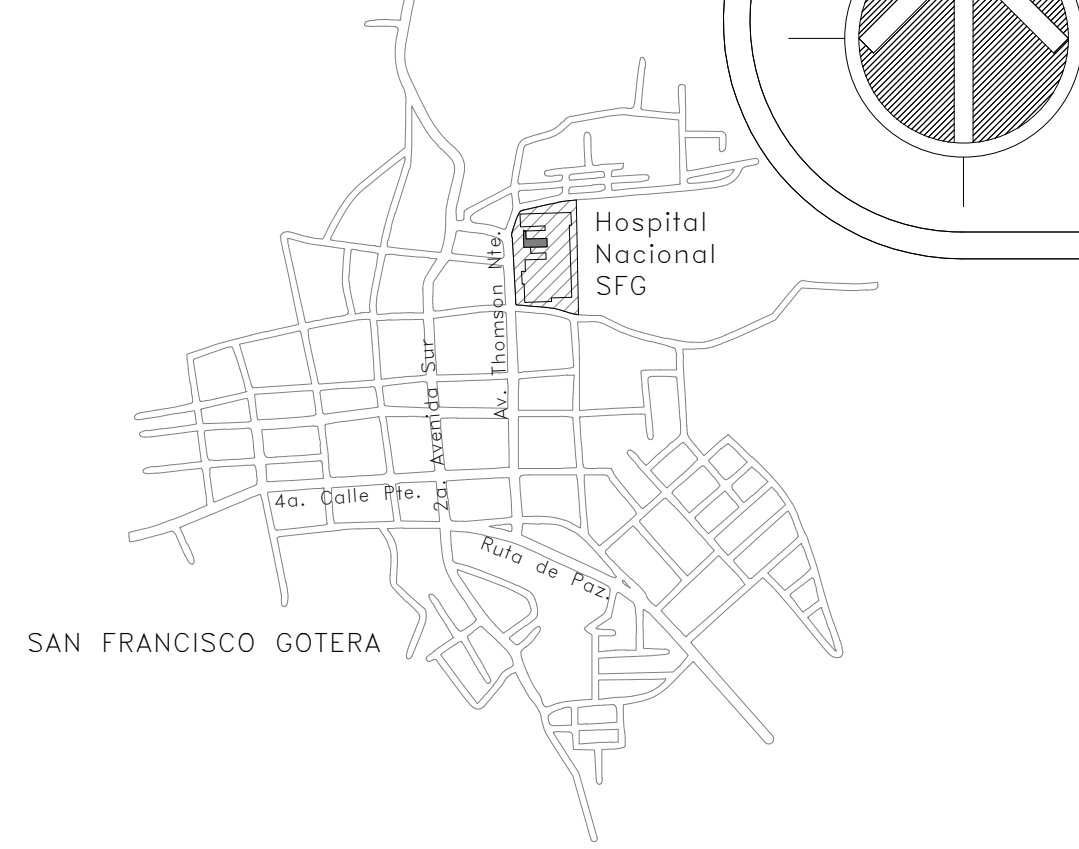 Hospital
Nacional
SFG
Av. Thomson Nte.
2a. Avenida Sur
4a. Calle Pte.
Ruta de Paz.
SAN FRANCISCO GOTERA